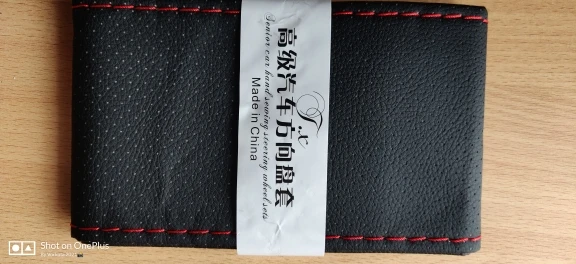 高级汽车方向盘套
Senior car hand sewing steering wheel sets
Made in China
Shot on OnePlus